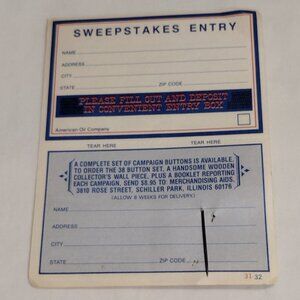 SWEEPSTAKES ENTRY
NAME
ADDRESS
CITY
STATE ZIP CODE
PLEASE FILL OUT AND DEPOSIT
IN CONVENIENT ENTRY BOX
American Oil Company
TEAR HERE TEAR HERE
A COMPLETE SET OF CAMPAIGN BUTTONS IS AVAILABLE.
TO ORDER THE 38 BUTTON SET, A HANDSOME WOODEN
COLLECTOR'S WALL PIECE, PLUS A BOOKLET REPORTING
EACH CAMPAIGN, SEND $8.95 TO MERCHANDISING AIDS,
3810 ROSE STREET, SCHILLER PARK, ILLINOIS 60176
(ALLOW 8 WEEKS FOR DELIVERY)
NAME
ADDRESS
CITY
STATE ZIP CODE
31-32